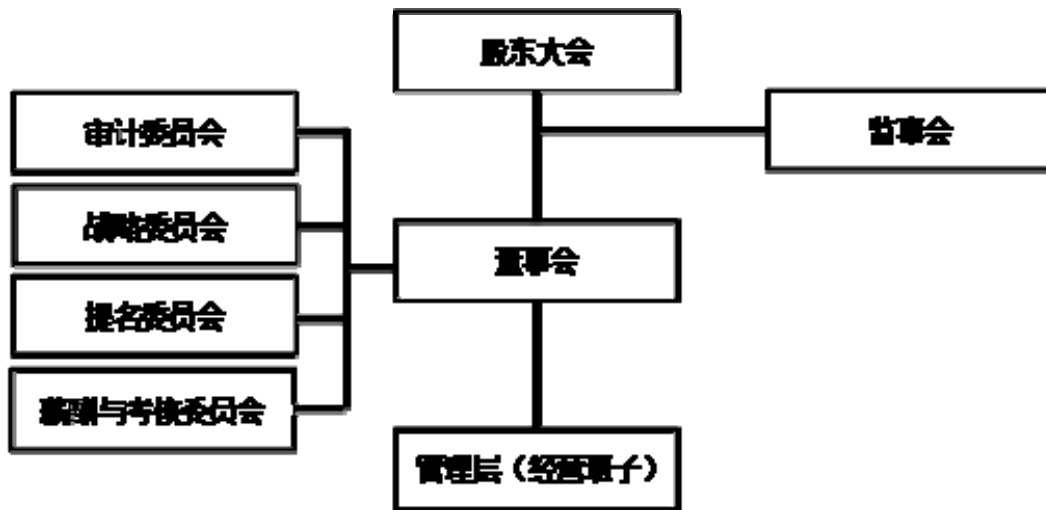 股东大会
审计委员会
监事会
战略委员会
董事会
提名委员会
薪酬与考核委员会
管理层（经营班子）